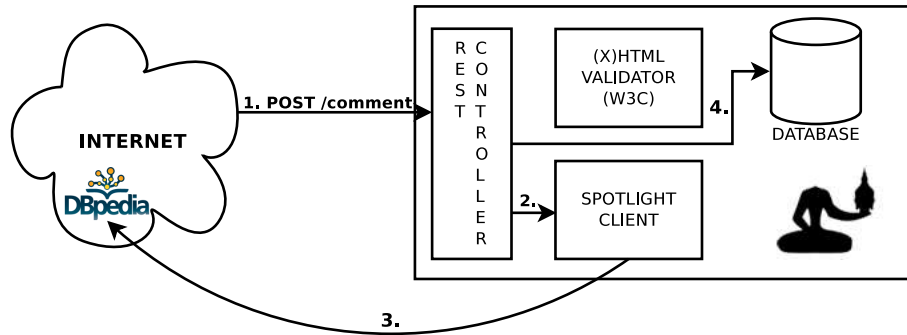 1. POST /comment
INTERNET
DBpedia
REST
CONTROLLER
(X)HTML
VALIDATOR
(W3C)
4.
DATABASE
2.
SPOTLIGHT
CLIENT
3.